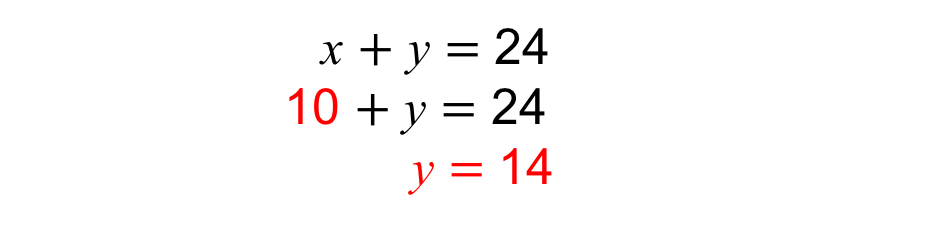 x + y = 24
10 + y = 24
y = 14